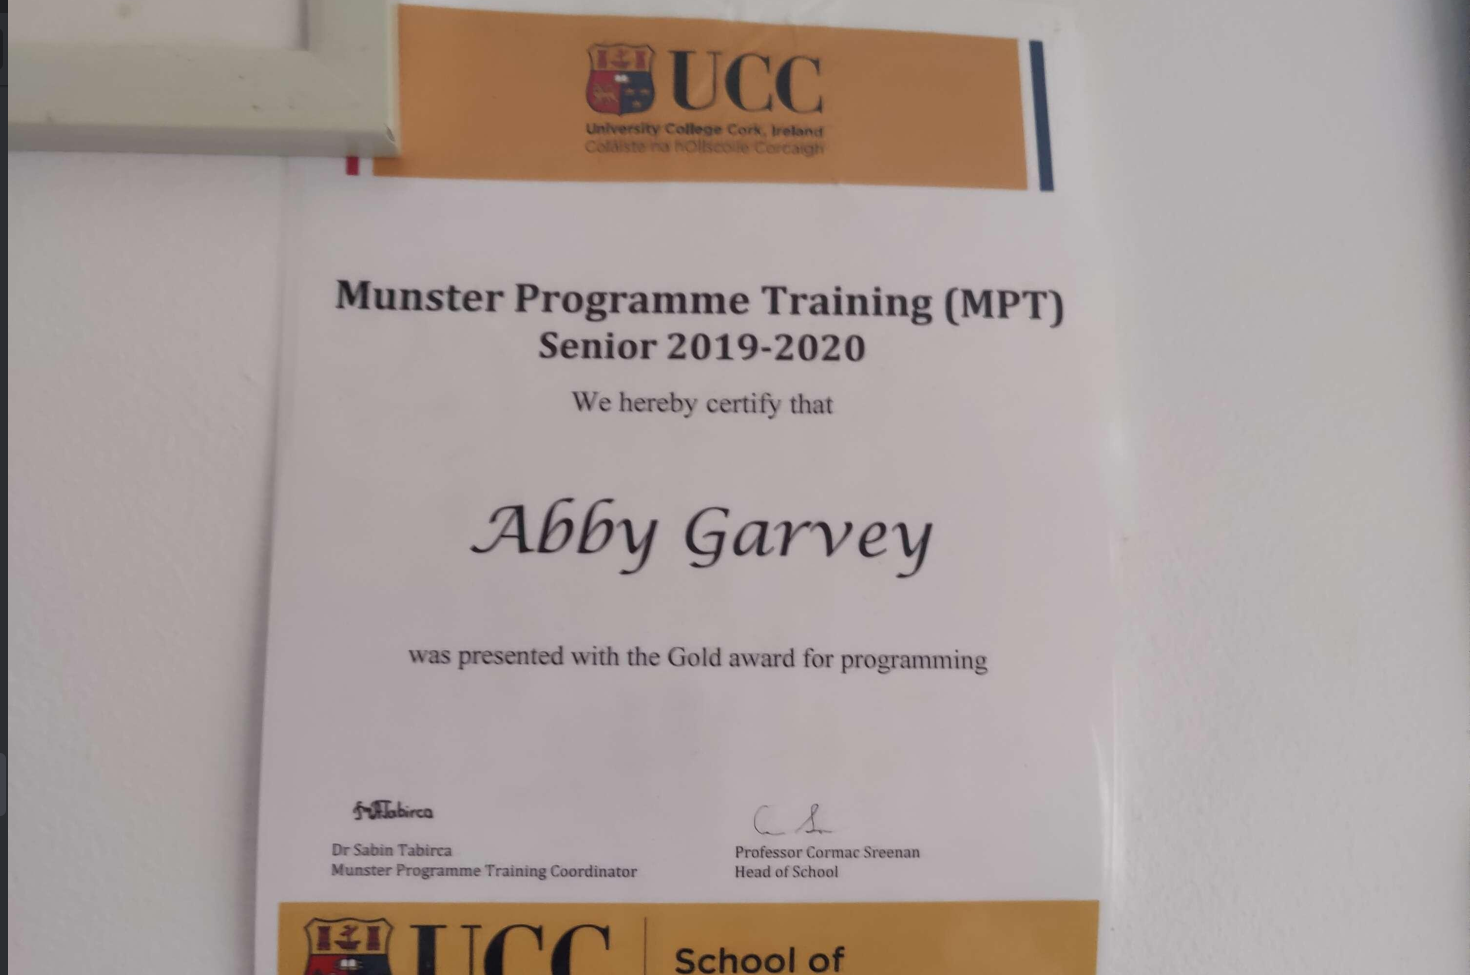 UCC
University College Cork, Ireland
Coláiste na hOllscoile Corcaigh
Munster Programme Training (MPT)
Senior 2019-2020
We hereby certify that
Abby Garvey
was presented with the Gold award for programming
Tabirca
Dr Sabin Tabirca
Munster Programme Training Coordinator
Professor Cormac Sreenan
Head of School
UCC
School of